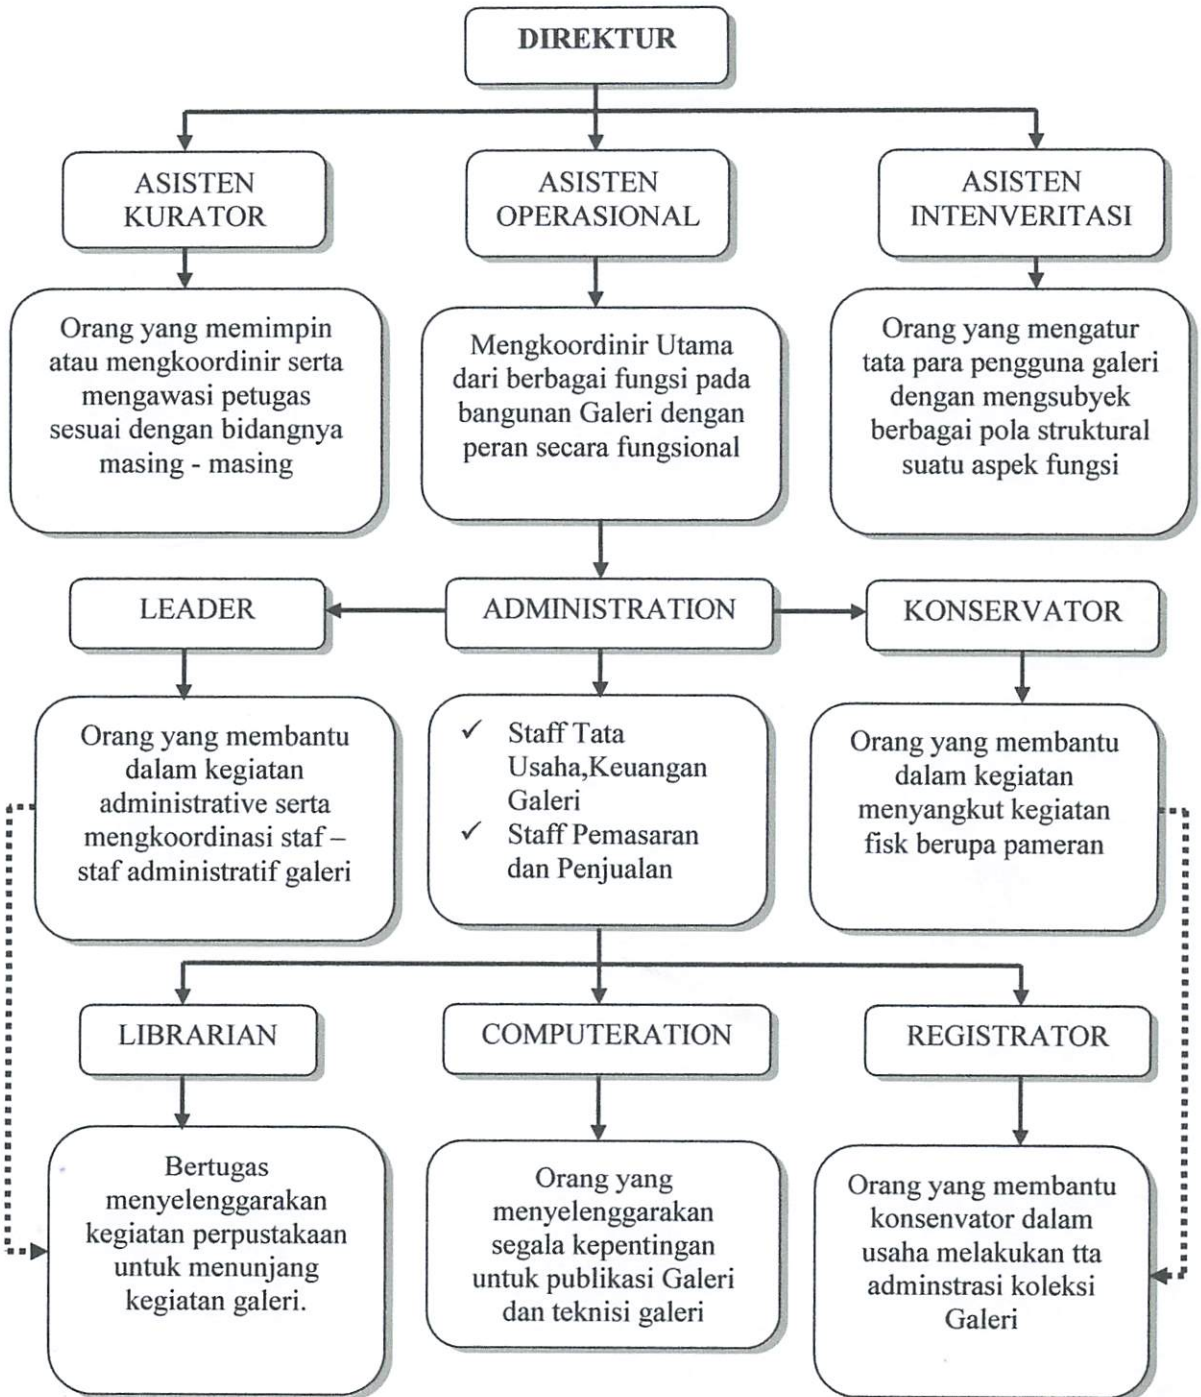 DIREKTUR
ASISTEN
KURATOR
ASISTEN
OPERASIONAL
ASISTEN
INTENVERITASI
Orang yang memimpin
atau mengkoordinir serta
mengawasi petugas
sesuai dengan bidangnya
masing - masing
Mengkoordinir Utama
dari berbagai fungsi pada
bangunan Galeri dengan
peran secara fungsional
Orang yang mengatur
tata para pengguna galeri
dengan mengsubyek
berbagai pola struktural
suatu aspek fungsi
LEADER
ADMINISTRATION
KONSERVATOR
Orang yang membantu
dalam kegiatan
administrative serta
mengkoordinasi staf –
staf administratif galeri
✓ Staff Tata
Usaha,Keuangan
Galeri
✓ Staff Pemasaran
dan Penjualan
Orang yang membantu
dalam kegiatan
menyangkut kegiatan
fisk berupa pameran
LIBRARIAN
COMPUTERATION
REGISTRATOR
Bertugas
menyelenggarakan
kegiatan perpustakaan
untuk menunjang
kegiatan galeri.
Orang yang
menyelenggarakan
segala kepentingan
untuk publikasi Galeri
dan teknisi galeri
Orang yang membantu
konsenvator dalam
usaha melakukan tta
adminstrasi koleksi
Galeri